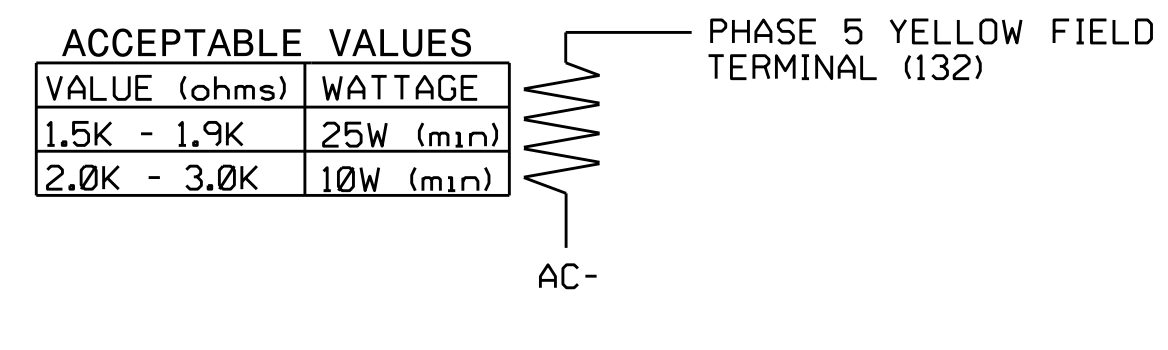 ACCEPTABLE VALUES
VALUE (ohms) WATTAGE
1.5K - 1.9K 25W (min)
2.0K - 3.0K 10W (min)
PHASE 5 YELLOW FIELD
TERMINAL (132)
AC-